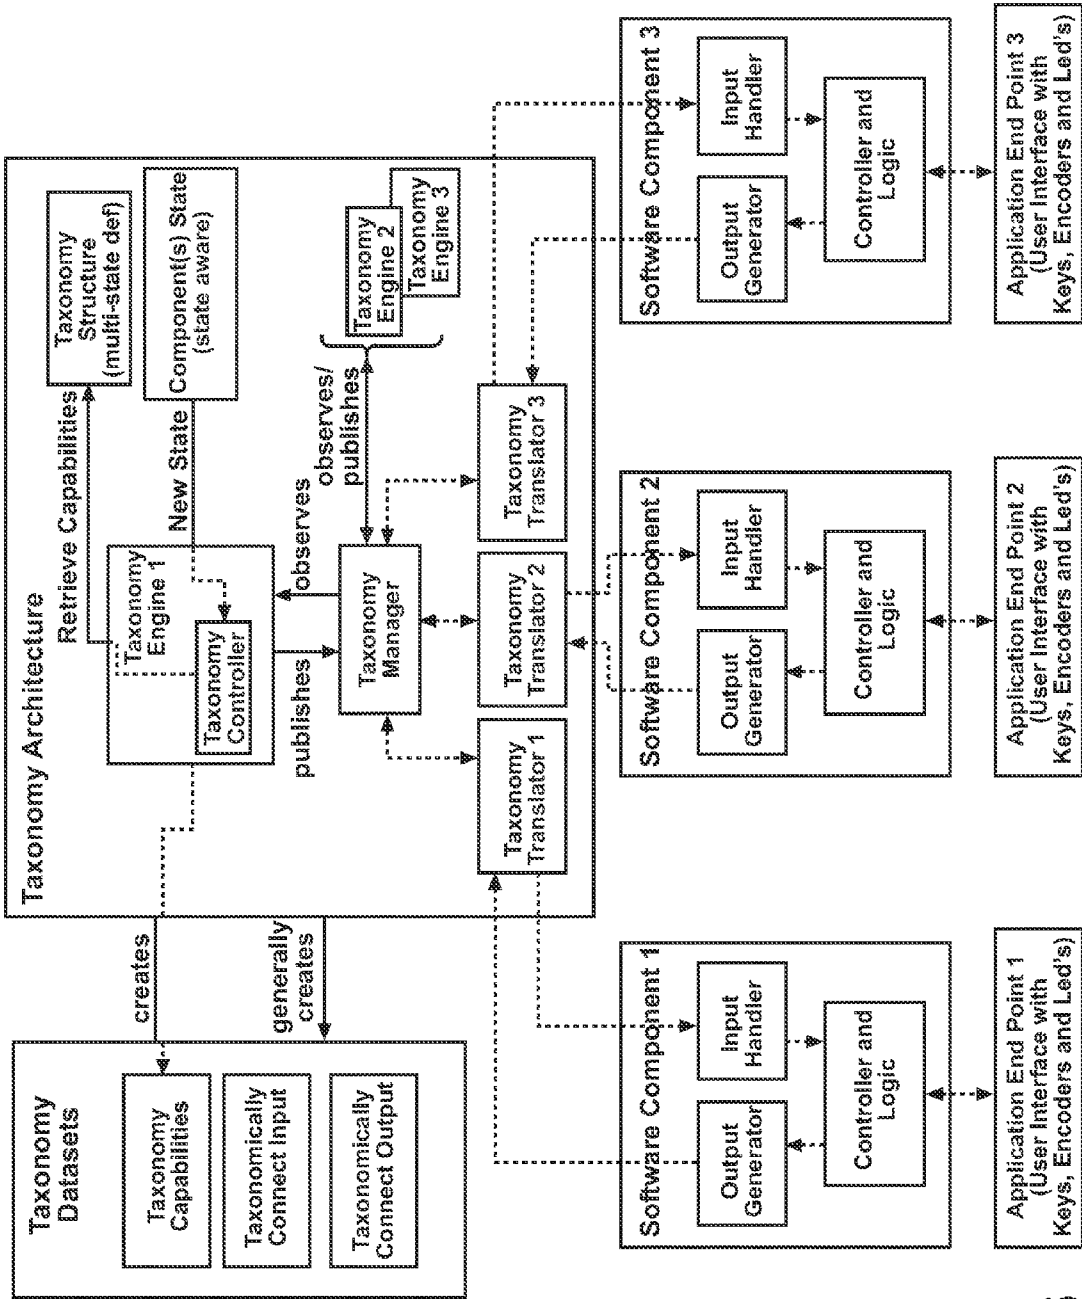 Taxonomy
Datasets
Taxonomy
Capabilities
Taxonomically
Connect Input
Taxonomically
Connect Output
creates
generally
creates
Taxonomy Architecture
Taxonomy
Engine 1
Taxonomy
Controller
Retrieve Capabilities
Taxonomy
Structure
(multi-state def)
New State
Component(s) State
(state aware)
publishes
observes
Taxonomy
Manager
observes/
publishes
Taxonomy
Engine 2
Taxonomy
Engine 3
Taxonomy
Translator 1
Taxonomy
Translator 2
Taxonomy
Translator 3
Software Component 1
Output
Generator
Input
Handler
Controller and
Logic
Software Component 2
Output
Generator
Input
Handler
Controller and
Logic
Software Component 3
Output
Generator
Input
Handler
Controller and
Logic
Application End Point 1
(User Interface with
Keys, Encoders and Led's)
Application End Point 2
(User Interface with
Keys, Encoders and Led's)
Application End Point 3
(User Interface with
Keys, Encoders and Led's)